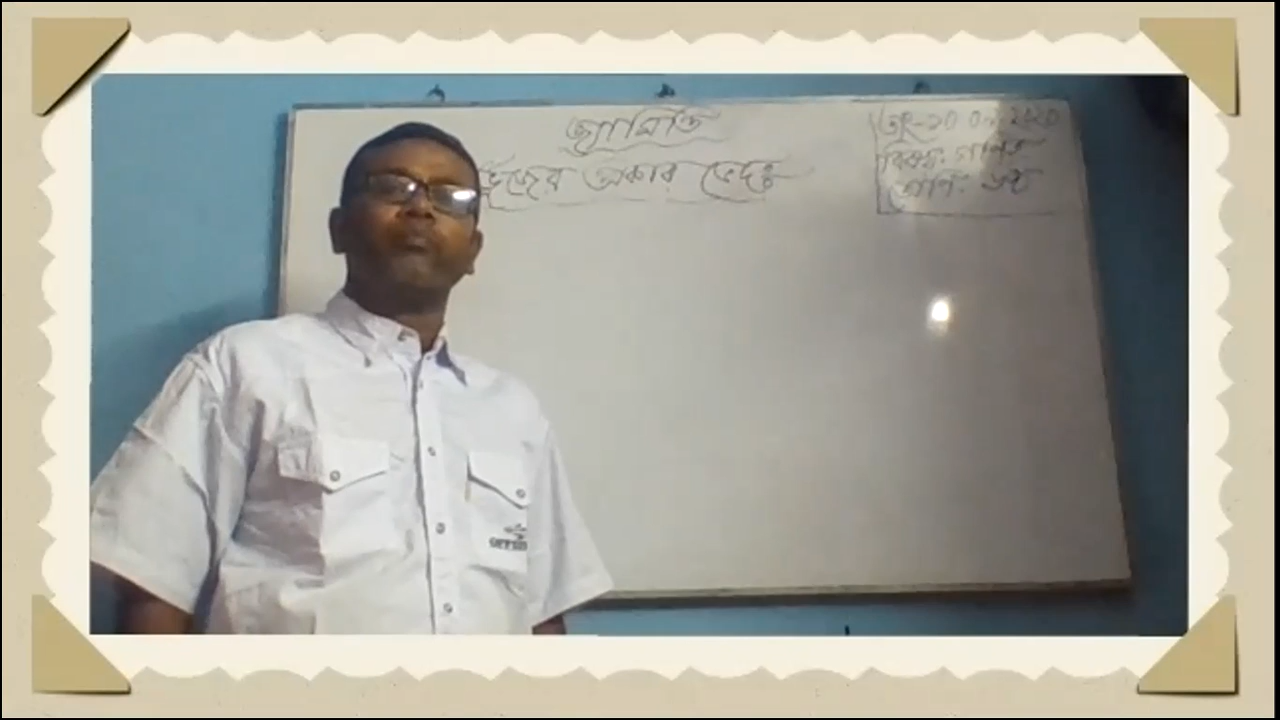 জ্যামিতি
ভুজের প্রকার ভেদঃ
বিষয়: গণিত
শ্রেণি: ৬ষ্ঠ